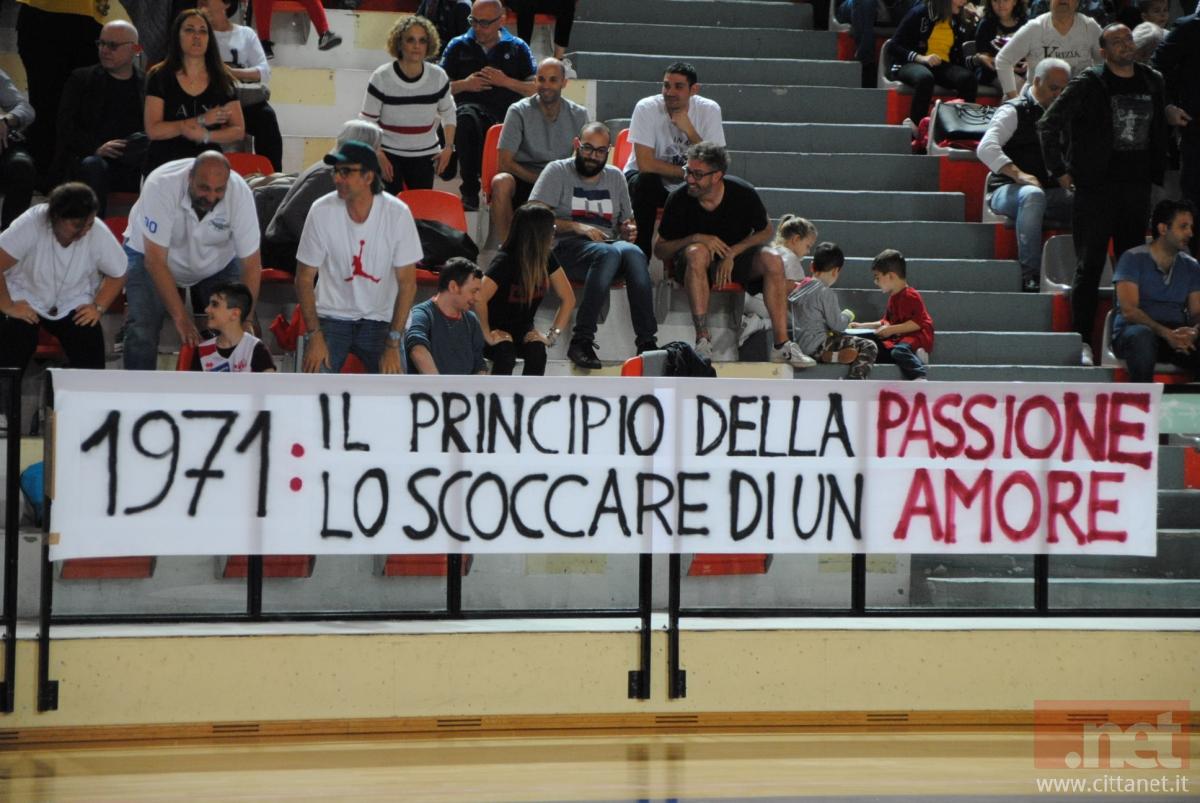 1971: IL PRINCIPIO DELLA PASSIONE
LO SCOCCARE DI UN AMORE
.net
www.cittanet.it